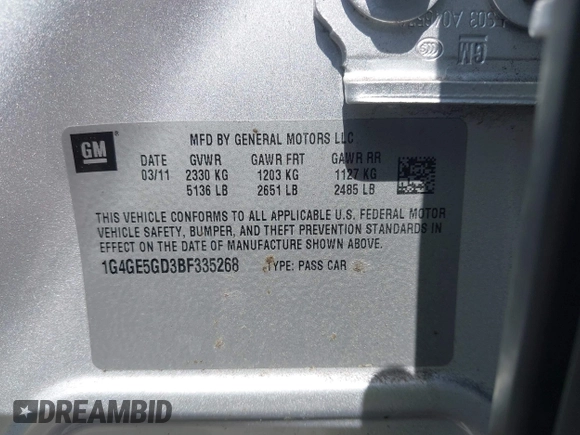 GM
MFD BY GENERAL MOTORS LLC
DATE GVWR GAWR FRT GAWR RR
03/11 2330 KG 1203 KG 1127 KG
5136 LB 2651 LB 2485 LB
THIS VEHICLE CONFORMS TO ALL APPLICABLE U.S. FEDERAL MOTOR
VEHICLE SAFETY, BUMPER, AND THEFT PREVENTION STANDARDS IN
EFFECT ON THE DATE OF MANUFACTURE SHOWN ABOVE.
1G4GE5GD3BF335268 TYPE: PASS CAR
GM
DREAMBID